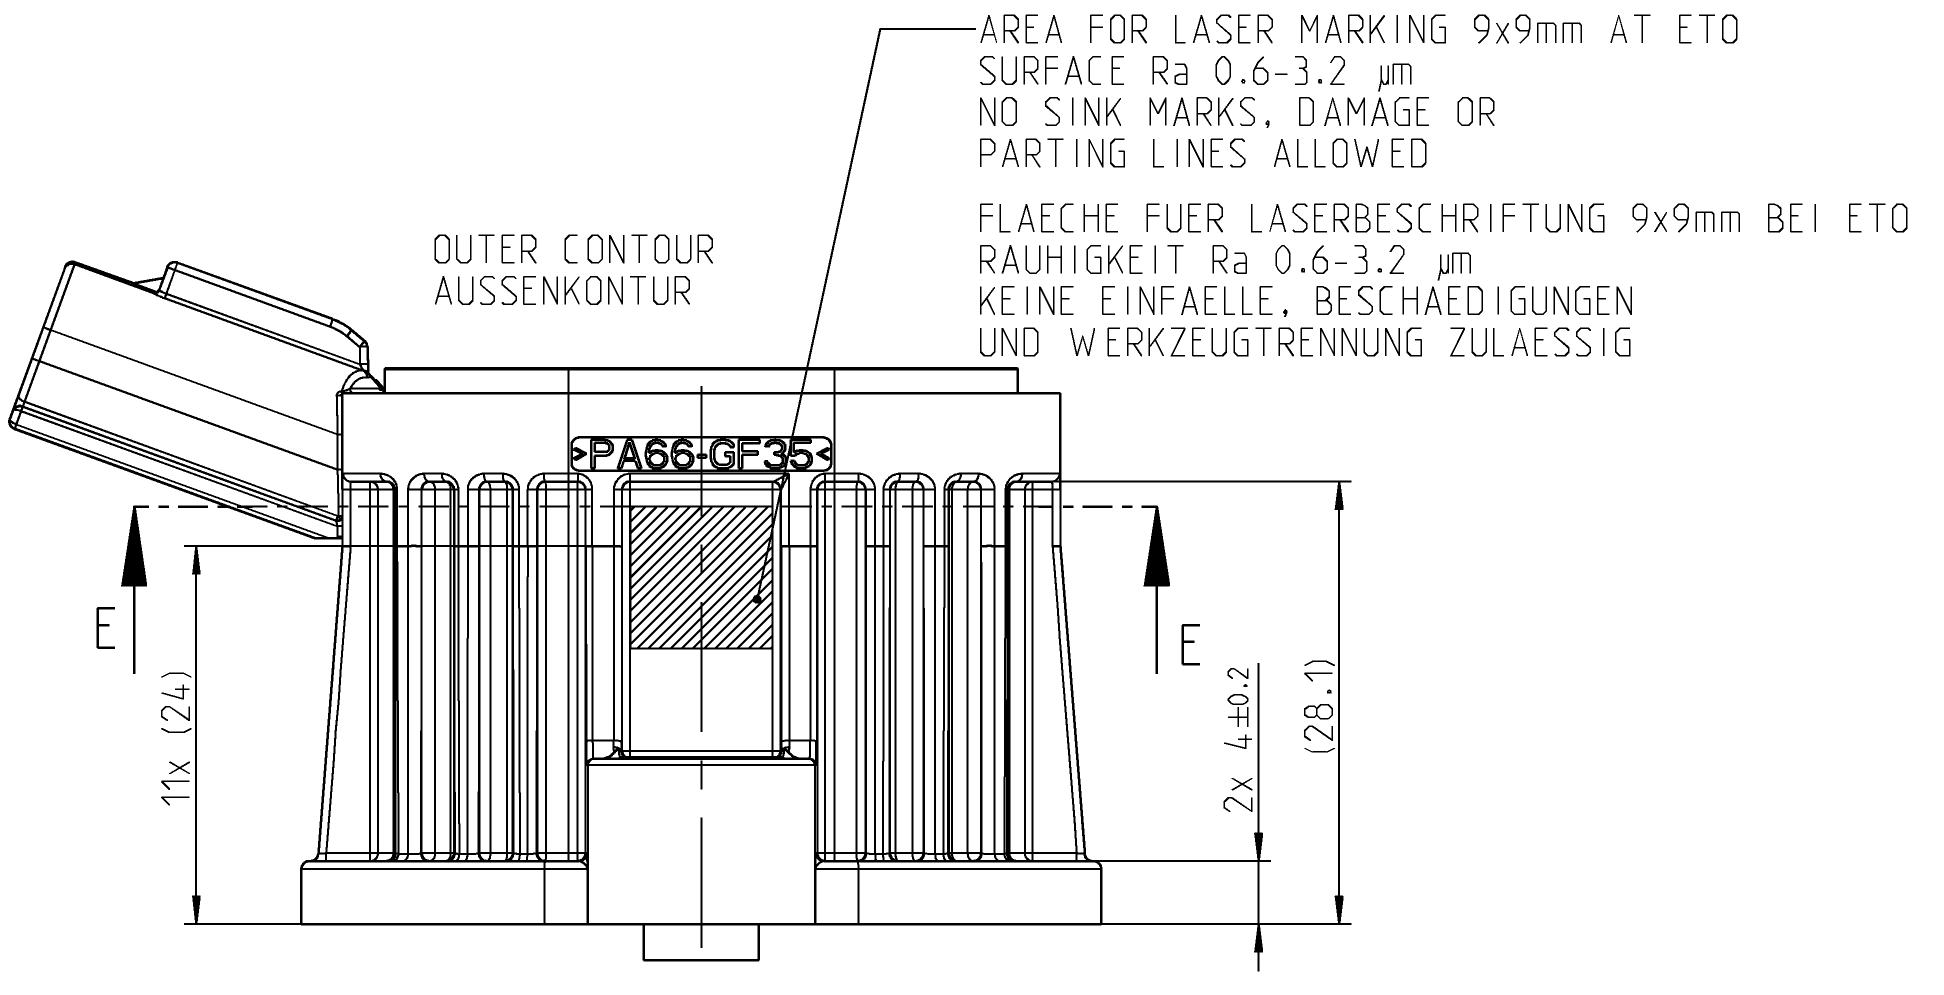 AREA FOR LASER MARKING 9x9mm AT ETO
SURFACE Ra 0.6-3.2 µm
NO SINK MARKS, DAMAGE OR
PARTING LINES ALLOWED
FLAECHE FUER LASERBESCHRIFTUNG 9x9mm BEI ETO
RAUHIGKEIT Ra 0.6-3.2 µm
KEINE EINFAELLE, BESCHAEDIGUNGEN
UND WERKZEUGTRENNUNG ZULAESSIG
OUTER CONTOUR
AUSSENKONTUR
>PA66-GF35<
E
E
11x (24)
2x 4±0.2
(28.1)